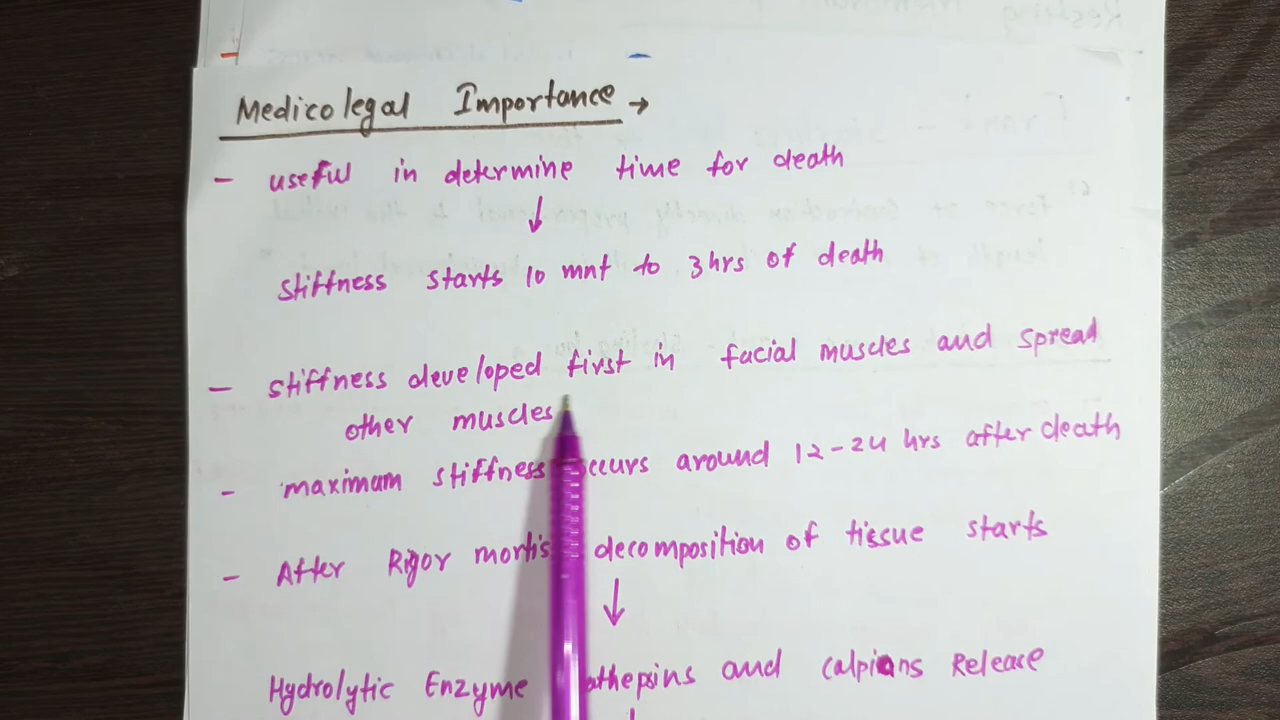 Medicolegal Importance →
- useful in determine time for death
↓
stiffness starts 10 mnt to 3hrs of death
- stiffness developed first in facial muscles and spread
other muscles
- maximum stiffness occurs around 12-24 hrs after death
- After Rigor mortis decomposition of tissue starts
↓
Hydrolytic Enzyme cathepsins and calpians Release